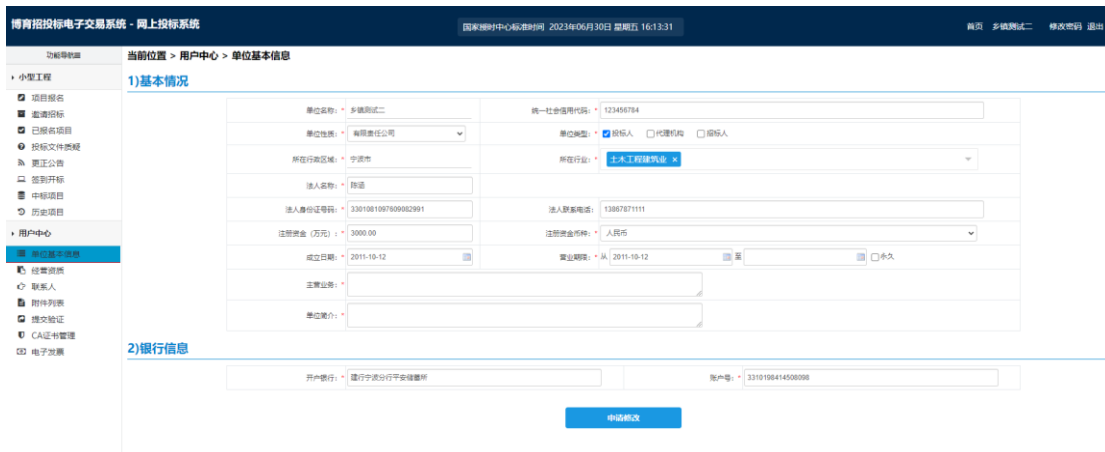 博育招投标电子交易系统 - 网上投标系统
国家授时中心标准时间 2023年06月30日 星期五 16:13:31
首页 乡镇测试二 修改密码 退出
功能导航
当前位置 > 用户中心 > 单位基本信息
小型工程
项目报名
邀请招标
已报名项目
投标文件质疑
更正公告
签到开标
中标项目
历史项目
用户中心
单位基本信息
经营资质
联系人
附件列表
提交验证
CA证书管理
电子发票
1)基本情况
单位名称: * 乡镇测试二 统一社会信用代码: * 123456784
单位性质: * 有限责任公司 单位类型: * 投标人 代理机构 招标人
所在行政区域: * 宁波市 所在行业: * 土木工程建筑业 ×
法人名称: * 陈涵
法人身份证号码: * 3301081097609082991 法人联系电话: 13867871111
注册资金 (万元) : * 3000.00 注册资金币种: * 人民币
成立日期: * 2011-10-12 营业期限: * 从 2011-10-12 至 永久
主营业务: *
单位简介: *
2)银行信息
开户银行: * 建行宁波分行平安储蓄所 账户号: * 3310198414508098
申请修改